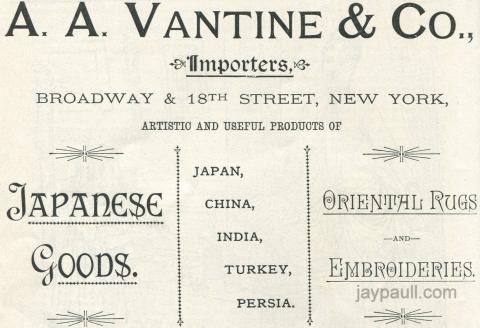 A. A. VANTINE & CO.,
Importers,
BROADWAY & 18TH STREET, NEW YORK,
ARTISTIC AND USEFUL PRODUCTS OF
JAPANESE
GOODS.
JAPAN,
CHINA,
INDIA,
TURKEY,
PERSIA.
ORIENTAL RUGS
—AND—
EMBROIDERIES.
jaypaull.com